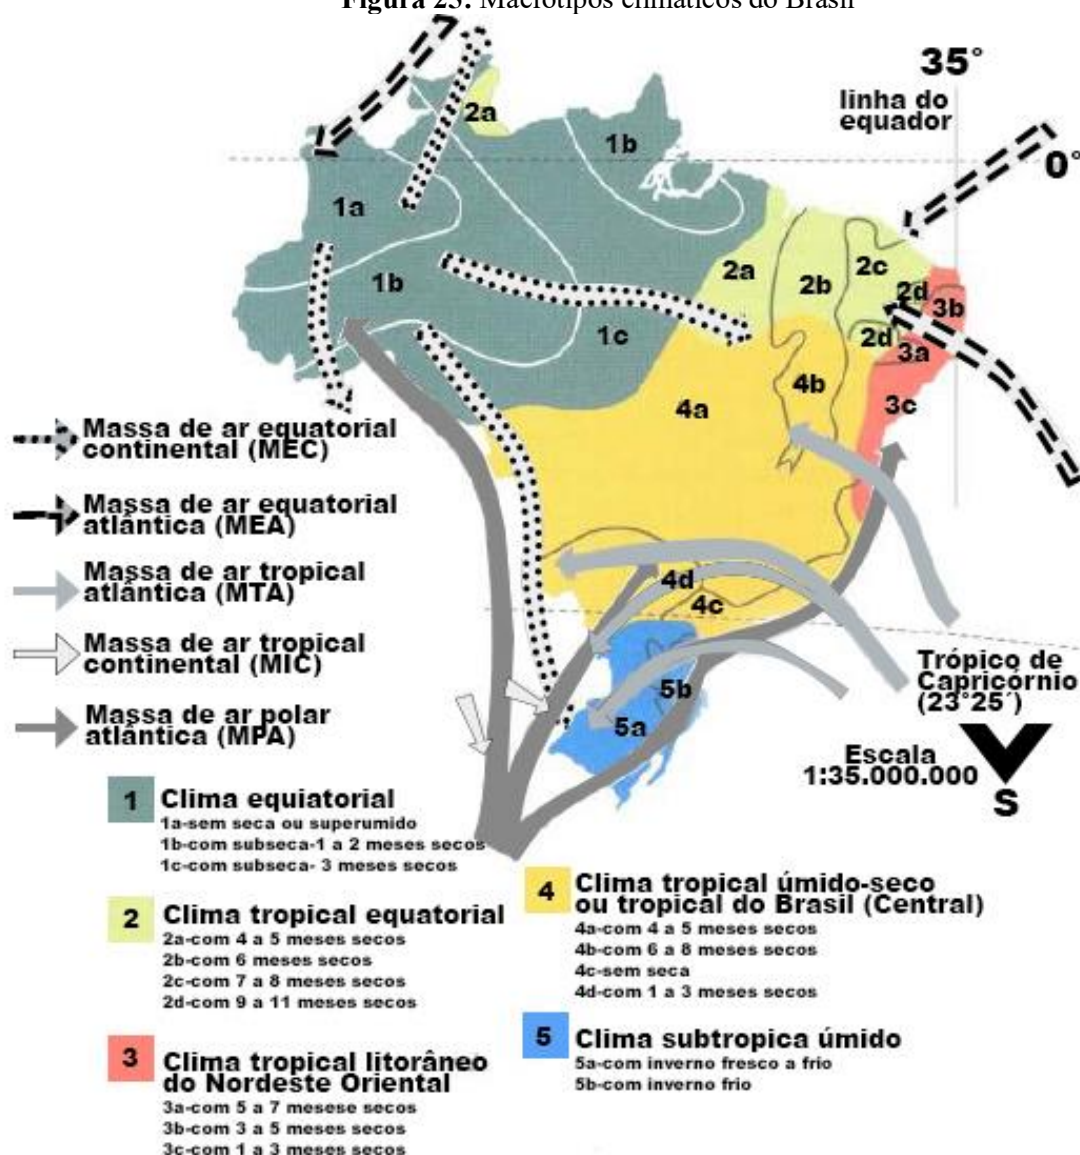 Figura 25: Macrotipos climáticos do Brasil
35°
linha do
equador
0°
2a
1b
1a
1b
1c
2a
2b
2c
2d
3b
2d
3a
4b
3c
4a
4d
4c
5b
5a
Massa de ar equatorial
continental (MEC)
Massa de ar equatorial
atlântica (MEA)
Massa de ar tropical
atlântica (MTA)
Massa de ar tropical
continental (MIC)
Massa de ar polar
atlântica (MPA)
Trópico de
Capricórnio
(23°25´)
Escala
1:35.000.000
S
1 Clima equiatorial
1a-sem seca ou superumido
1b-com subseca-1 a 2 meses secos
1c-com subseca- 3 meses secos
2 Clima tropical equatorial
2a-com 4 a 5 meses secos
2b-com 6 meses secos
2c-com 7 a 8 meses secos
2d-com 9 a 11 meses secos
3 Clima tropical litorâneo
do Nordeste Oriental
3a-com 5 a 7 mesese secos
3b-com 3 a 5 meses secos
3c-com 1 a 3 meses secos
4 Clima tropical úmido-seco
ou tropical do Brasil (Central)
4a-com 4 a 5 meses secos
4b-com 6 a 8 meses secos
4c-sem seca
4d-com 1 a 3 meses secos
5 Clima subtropica úmido
5a-com inverno fresco a frio
5b-com inverno frio